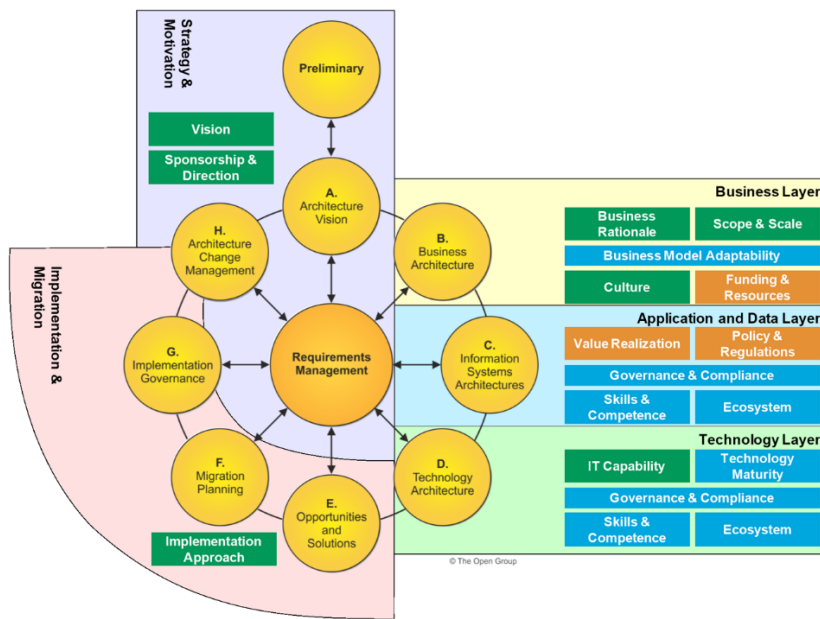 Strategy &
Motivation
Preliminary
Vision
Sponsorship &
Direction
A.
Architecture
Vision
H.
Architecture
Change
Management
B.
Business
Architecture
Business Layer
Business
Rationale
Scope & Scale
Business Model Adaptability
Culture
Funding &
Resources
Implementation &
Migration
G.
Implementation
Governance
Requirements
Management
C.
Information
Systems
Architectures
Application and Data Layer
Value Realization
Policy &
Regulations
Governance & Compliance
Skills &
Competence
Ecosystem
F.
Migration
Planning
E.
Opportunities
and
Solutions
D.
Technology
Architecture
Technology Layer
IT Capability
Technology
Maturity
Governance & Compliance
Skills &
Competence
Ecosystem
Implementation
Approach
© The Open Group